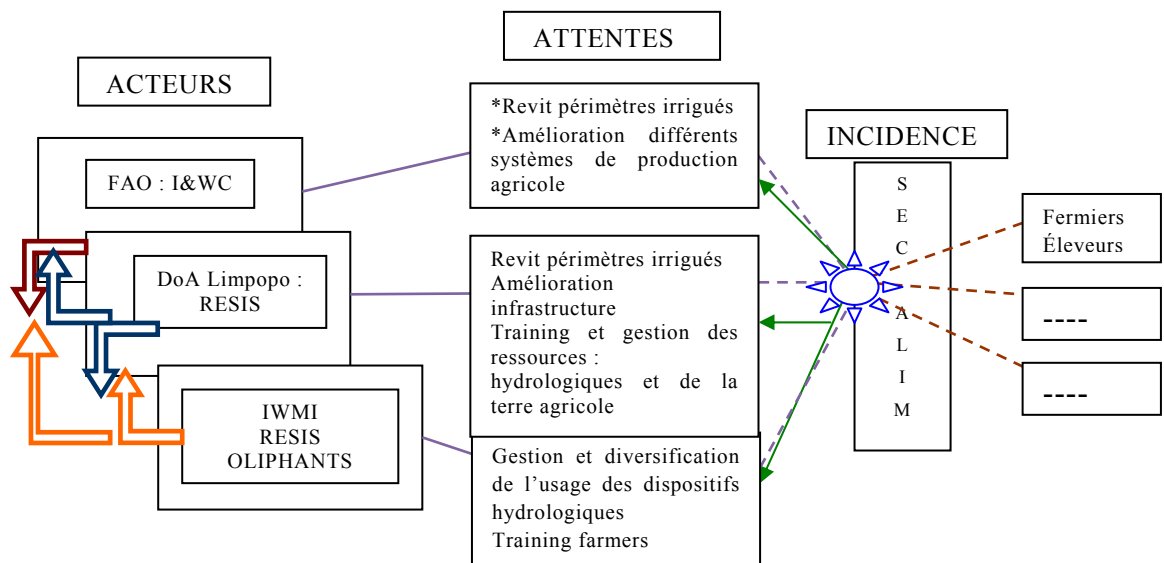 ACTEURS
FAO : I&WC
DoA Limpopo :
RESIS
IWMI
RESIS
OLIPHANTS
ATTENTES
*Revit périmètres irrigués
*Amélioration différents
systèmes de production
agricole
Revit périmètres irrigués
Amélioration
infrastructure
Training et gestion des
ressources :
hydrologiques et de la
terre agricole
Gestion et diversification
de l'usage des dispositifs
hydrologiques
Training farmers
INCIDENCE
S
E
C
A
L
I
M
Fermiers
Éleveurs
----
----